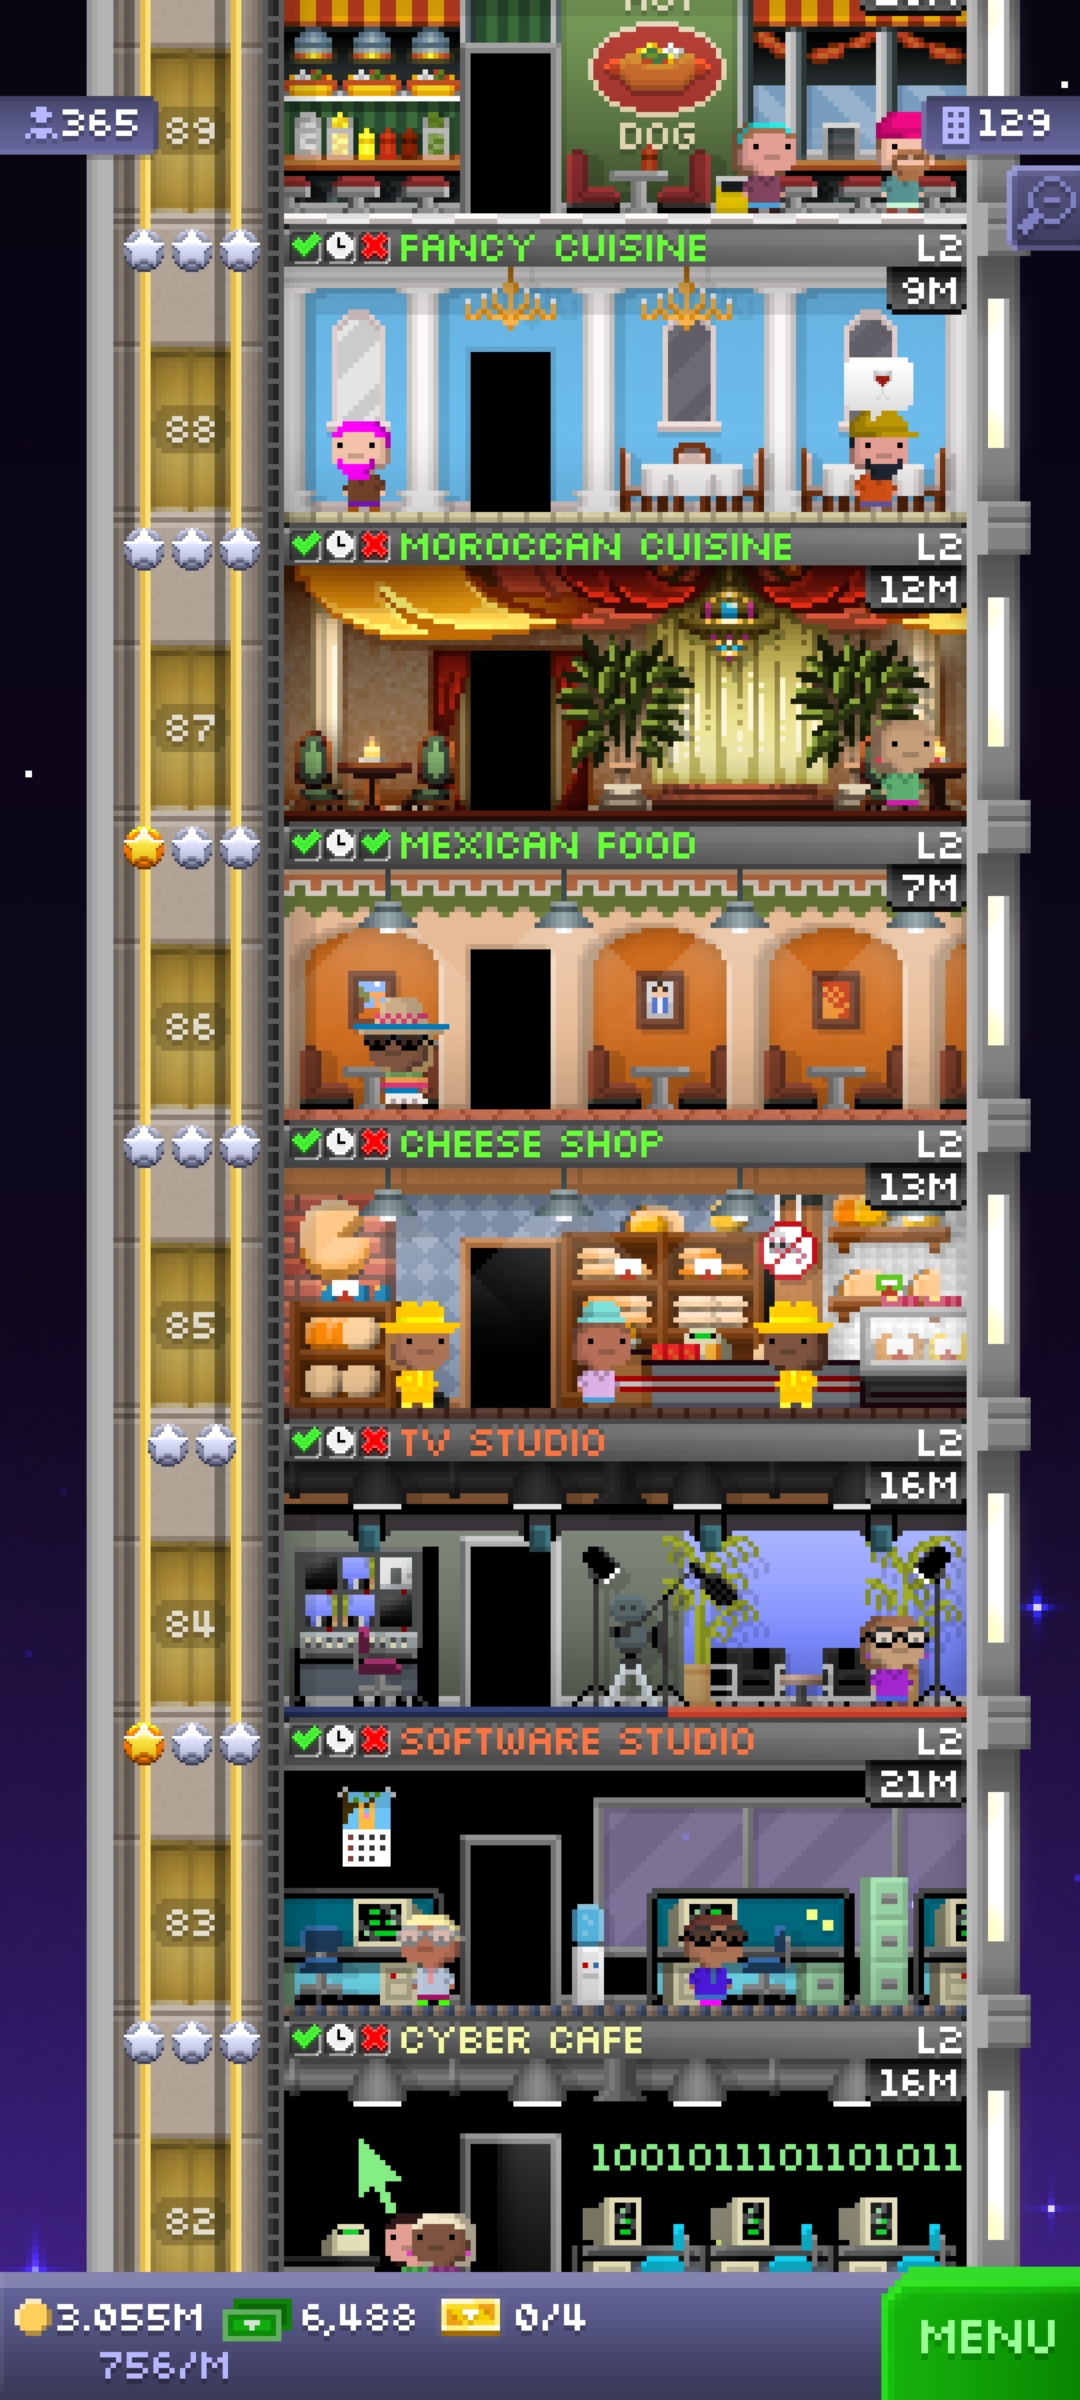 DOG
365
89
129
FANCY CUISINE L2
9M
88
MOROCCAN CUISINE L2
12M
87
MEXICAN FOOD L2
7M
86
CHEESE SHOP L2
13M
85
TV STUDIO L2
16M
84
SOFTWARE STUDIO L2
21M
83
CYBER CAFE L2
16M
1001011101101011
82
3.055M 6,488 0/4
756/M
MENU